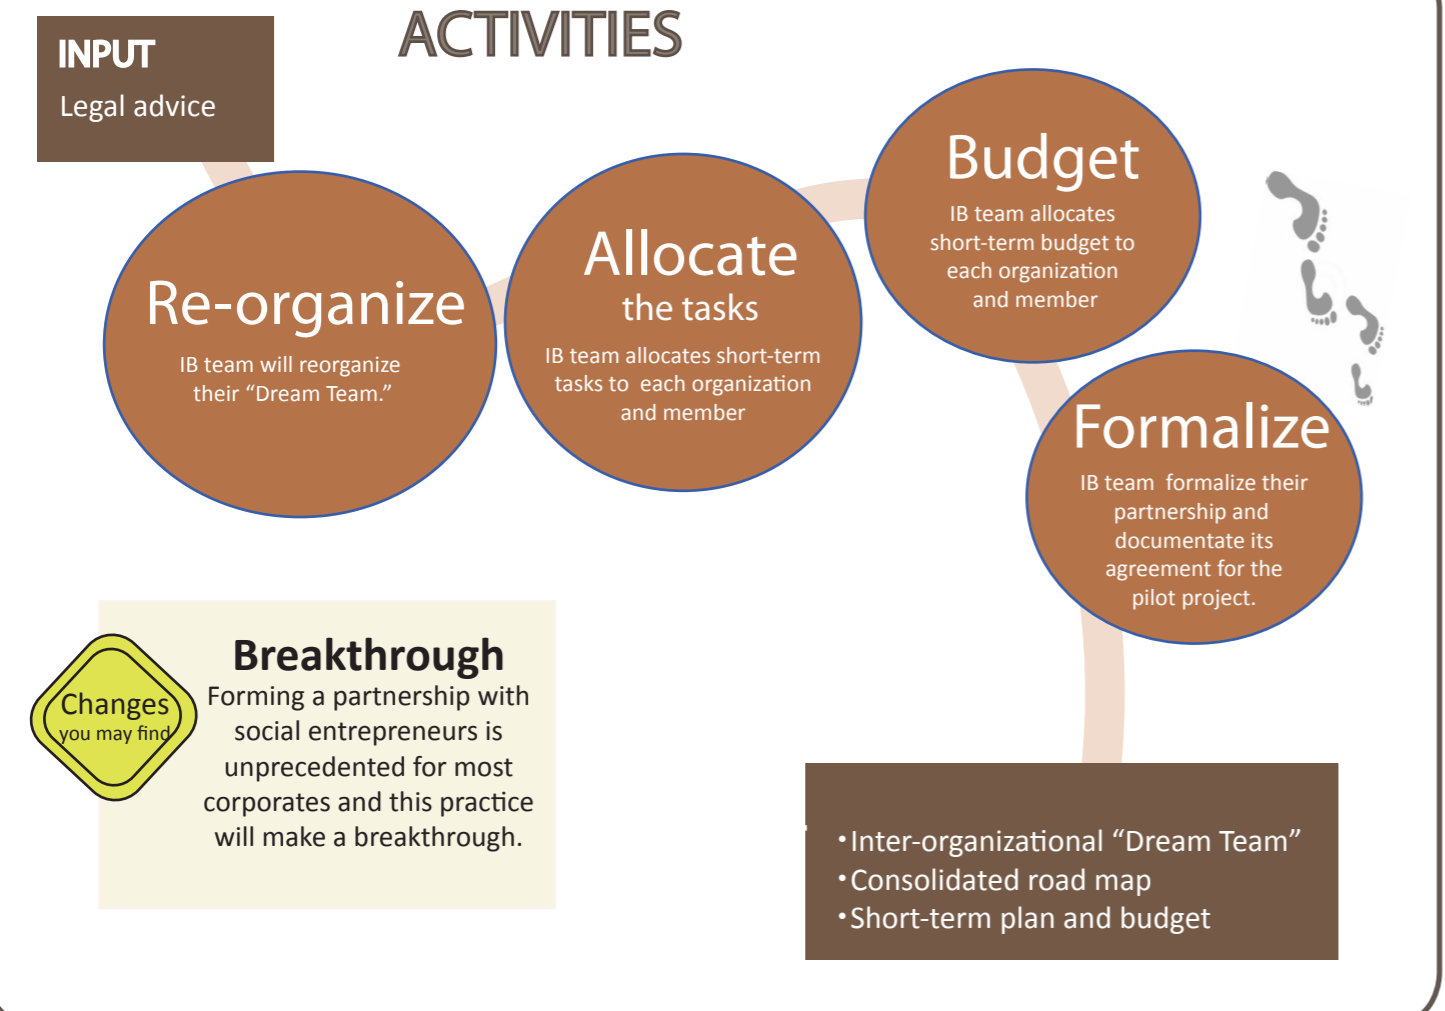 ACTIVITIES
INPUT
Legal advice
Re-organize
IB team will reorganize
their “Dream Team.”
Allocate
the tasks
IB team allocates short-term
tasks to each organization
and member
Budget
IB team allocates
short-term budget to
each organization
and member
Formalize
IB team formalize their
partnership and
documentate its
agreement for the
pilot project.
Changes
you may find
Breakthrough
Forming a partnership with
social entrepreneurs is
unprecedented for most
corporates and this practice
will make a breakthrough.
•Inter-organizational “Dream Team”
•Consolidated road map
•Short-term plan and budget